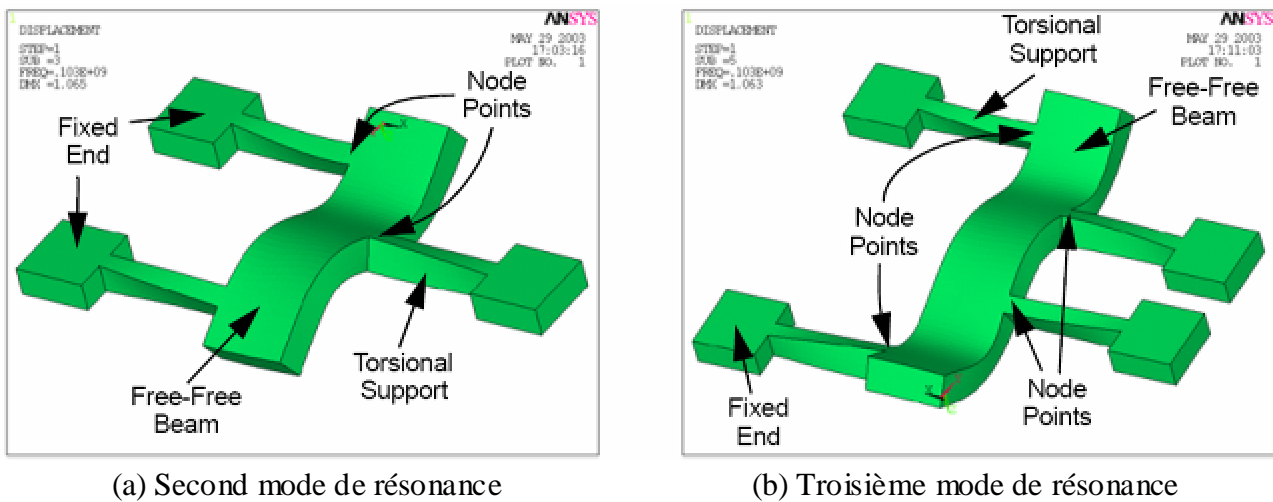 1
DISPLACEMENT
STEP=1
SUB =3
FREQ=.103E+09
DMX =1.065
ANSYS
MAY 29 2003
17:03:16
PLOT NO. 1
Node
Points
Fixed
End
Torsional
Support
Free-Free
Beam
(a) Second mode de résonance
1
DISPLACEMENT
STEP=1
SUB =5
FREQ=.103E+09
DMX =1.063
ANSYS
MAY 29 2003
17:11:03
PLOT NO. 1
Torsional
Support
Free-Free
Beam
Node
Points
Fixed
End
Node
Points
(b) Troisième mode de résonance